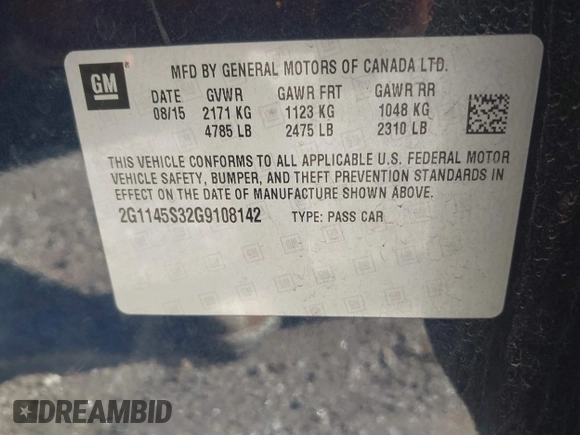 GM
MFD BY GENERAL MOTORS OF CANADA LTD.
DATE GVWR GAWR FRT GAWR RR
08/15 2171 KG 1123 KG 1048 KG
4785 LB 2475 LB 2310 LB
THIS VEHICLE CONFORMS TO ALL APPLICABLE U.S. FEDERAL MOTOR
VEHICLE SAFETY, BUMPER, AND THEFT PREVENTION STANDARDS IN
EFFECT ON THE DATE OF MANUFACTURE SHOWN ABOVE.
2G1145S32G9108142 TYPE: PASS CAR
DREAMBID